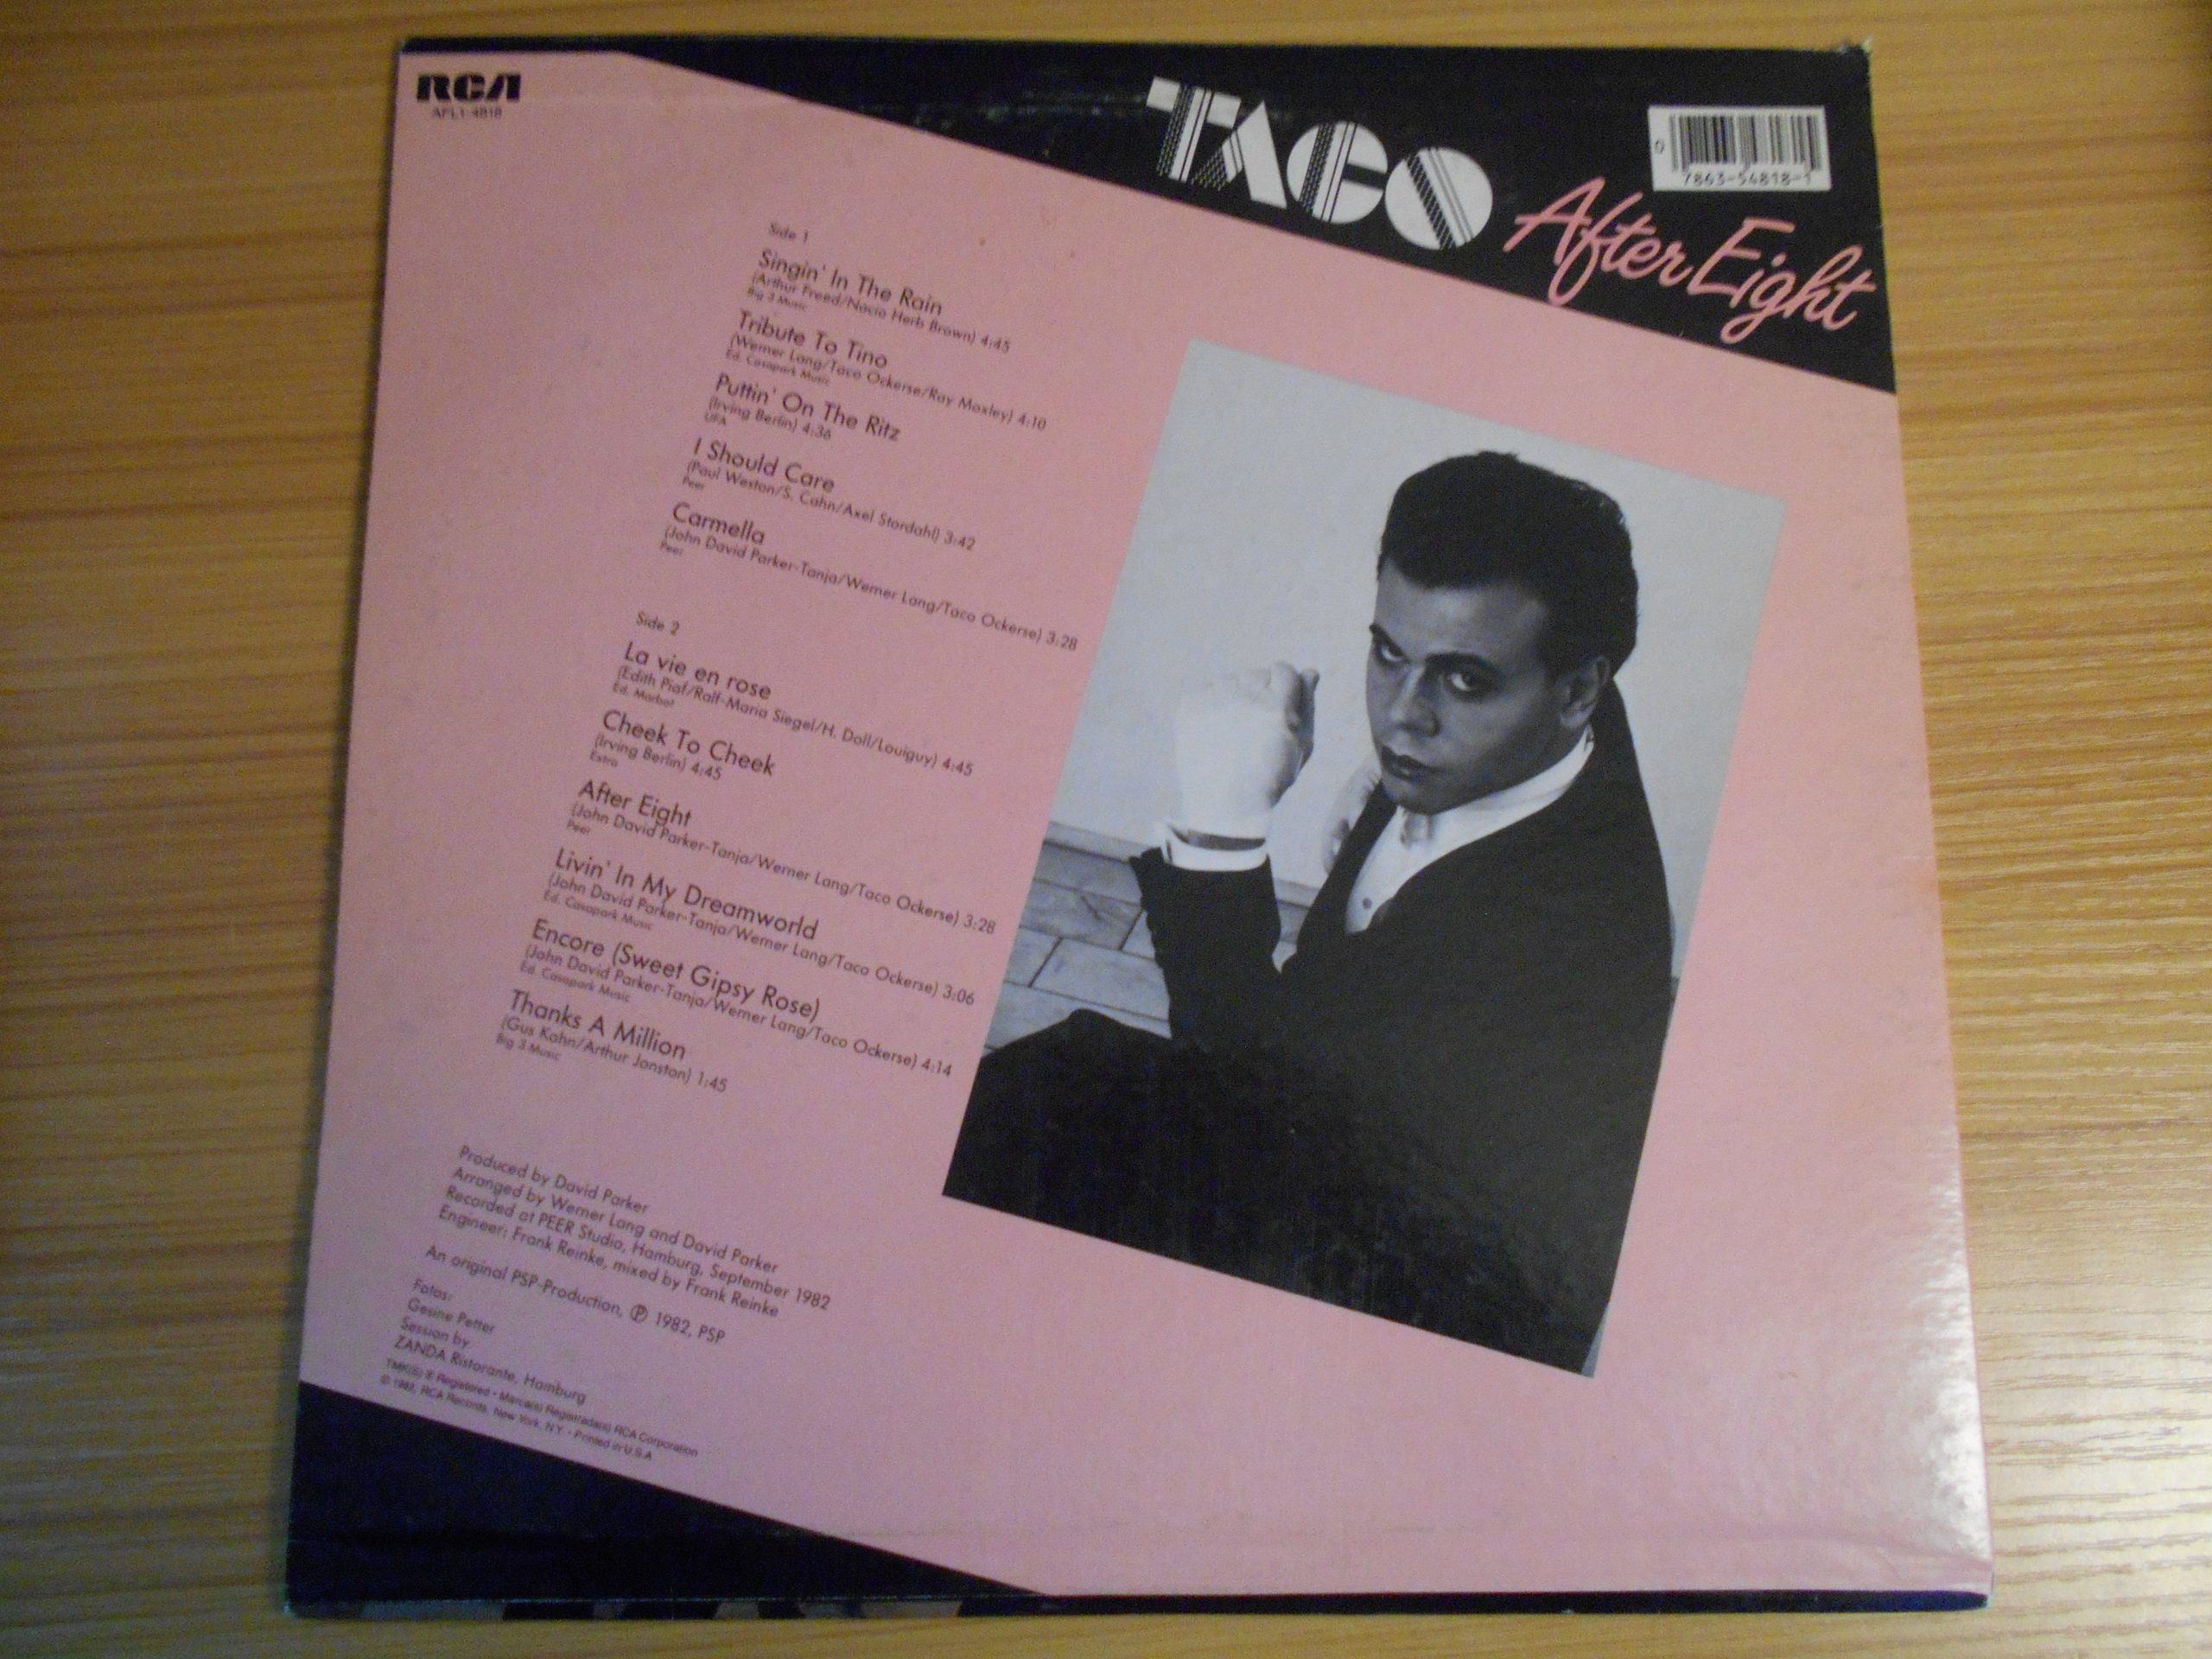 RCA
AFL1-4818
TACO
After Eight
0
7863-54818-1
Side 1
Singin' In The Rain
(Arthur Freed/Nacio Herb Brown) 4:45
Big 3 Music
Tribute To Tino
(Werner Lang/Taco Ockerse/Ray Moxley) 4:10
Ed. Casapark Music
Puttin' On The Ritz
(Irving Berlin) 4:36
UFA
I Should Care
(Paul Weston/S. Cahn/Axel Stordahl) 3:42
Peer
Carmella
(John David Parker-Tanja/Werner Lang/Taco Ockerse) 3:28
Peer
Side 2
La vie en rose
(Edith Piaf/Ralf-Maria Siegel/H. Doll/Louiguy) 4:45
Ed. Marbot
Cheek To Cheek
(Irving Berlin) 4:45
Extra
After Eight
(John David Parker-Tanja/Werner Lang/Taco Ockerse) 3:28
Peer
Livin' In My Dreamworld
(John David Parker-Tanja/Werner Lang/Taco Ockerse) 3:06
Ed. Casapark Music
Encore (Sweet Gipsy Rose)
(John David Parker-Tanja/Werner Lang/Taco Ockerse) 4:14
Ed. Casapark Music
Thanks A Million
(Gus Kahn/Arthur Jonston) 1:45
Big 3 Music
Produced by David Parker
Arranged by Werner Lang and David Parker
Recorded at PEER Studio, Hamburg, September 1982
Engineer: Frank Reinke, mixed by Frank Reinke
An original PSP-Production, ℗ 1982, PSP
Fotos:
Gesine Petter
Session by
ZANDA Ristorante, Hamburg
TMK(S) ® Registered • Marca(s) Registrada(s) RCA Corporation
© 1982, RCA Records, New York, N.Y. • Printed in U.S.A.